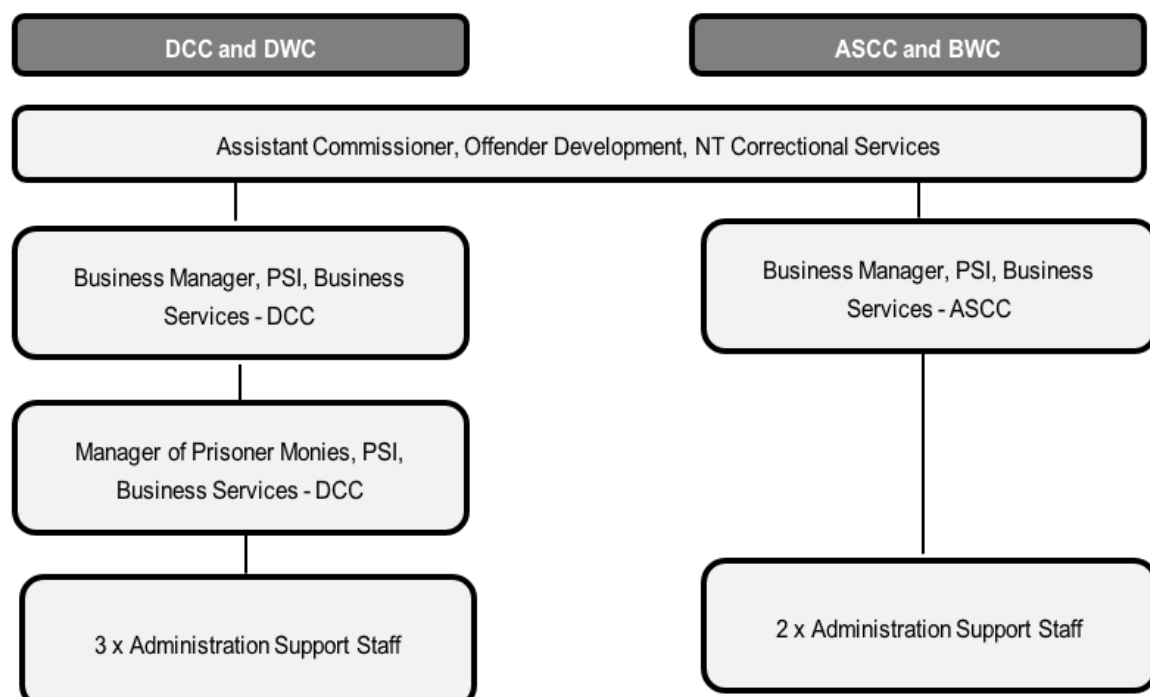 DCC and DWC
ASCC and BWC
Assistant Commissioner, Offender Development, NT Correctional Services
Business Manager, PSI, Business
Services - DCC
Business Manager, PSI, Business
Services - ASCC
Manager of Prisoner Monies, PSI,
Business Services - DCC
3 x Administration Support Staff
2 x Administration Support Staff